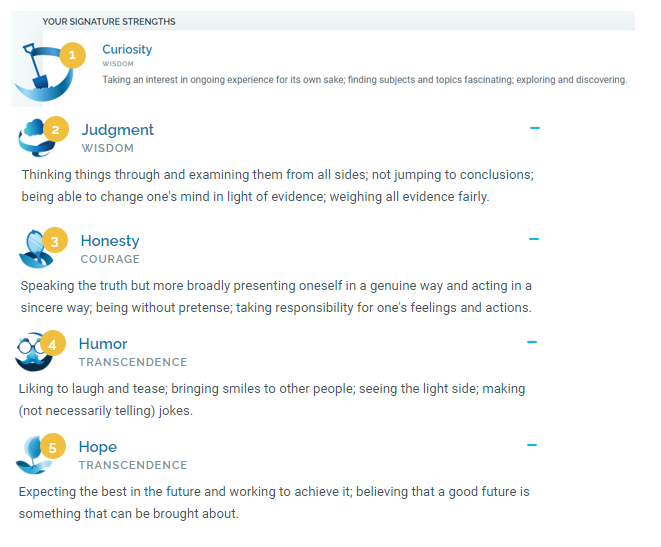 YOUR SIGNATURE STRENGTHS
1
Curiosity
WISDOM
Taking an interest in ongoing experience for its own sake; finding subjects and topics fascinating; exploring and discovering.
2
Judgment
WISDOM
Thinking things through and examining them from all sides; not jumping to conclusions;
being able to change one's mind in light of evidence; weighing all evidence fairly.
3
Honesty
COURAGE
Speaking the truth but more broadly presenting oneself in a genuine way and acting in a
sincere way; being without pretense; taking responsibility for one's feelings and actions.
4
Humor
TRANSCENDENCE
Liking to laugh and tease; bringing smiles to other people; seeing the light side; making
(not necessarily telling) jokes.
5
Hope
TRANSCENDENCE
Expecting the best in the future and working to achieve it; believing that a good future is
something that can be brought about.